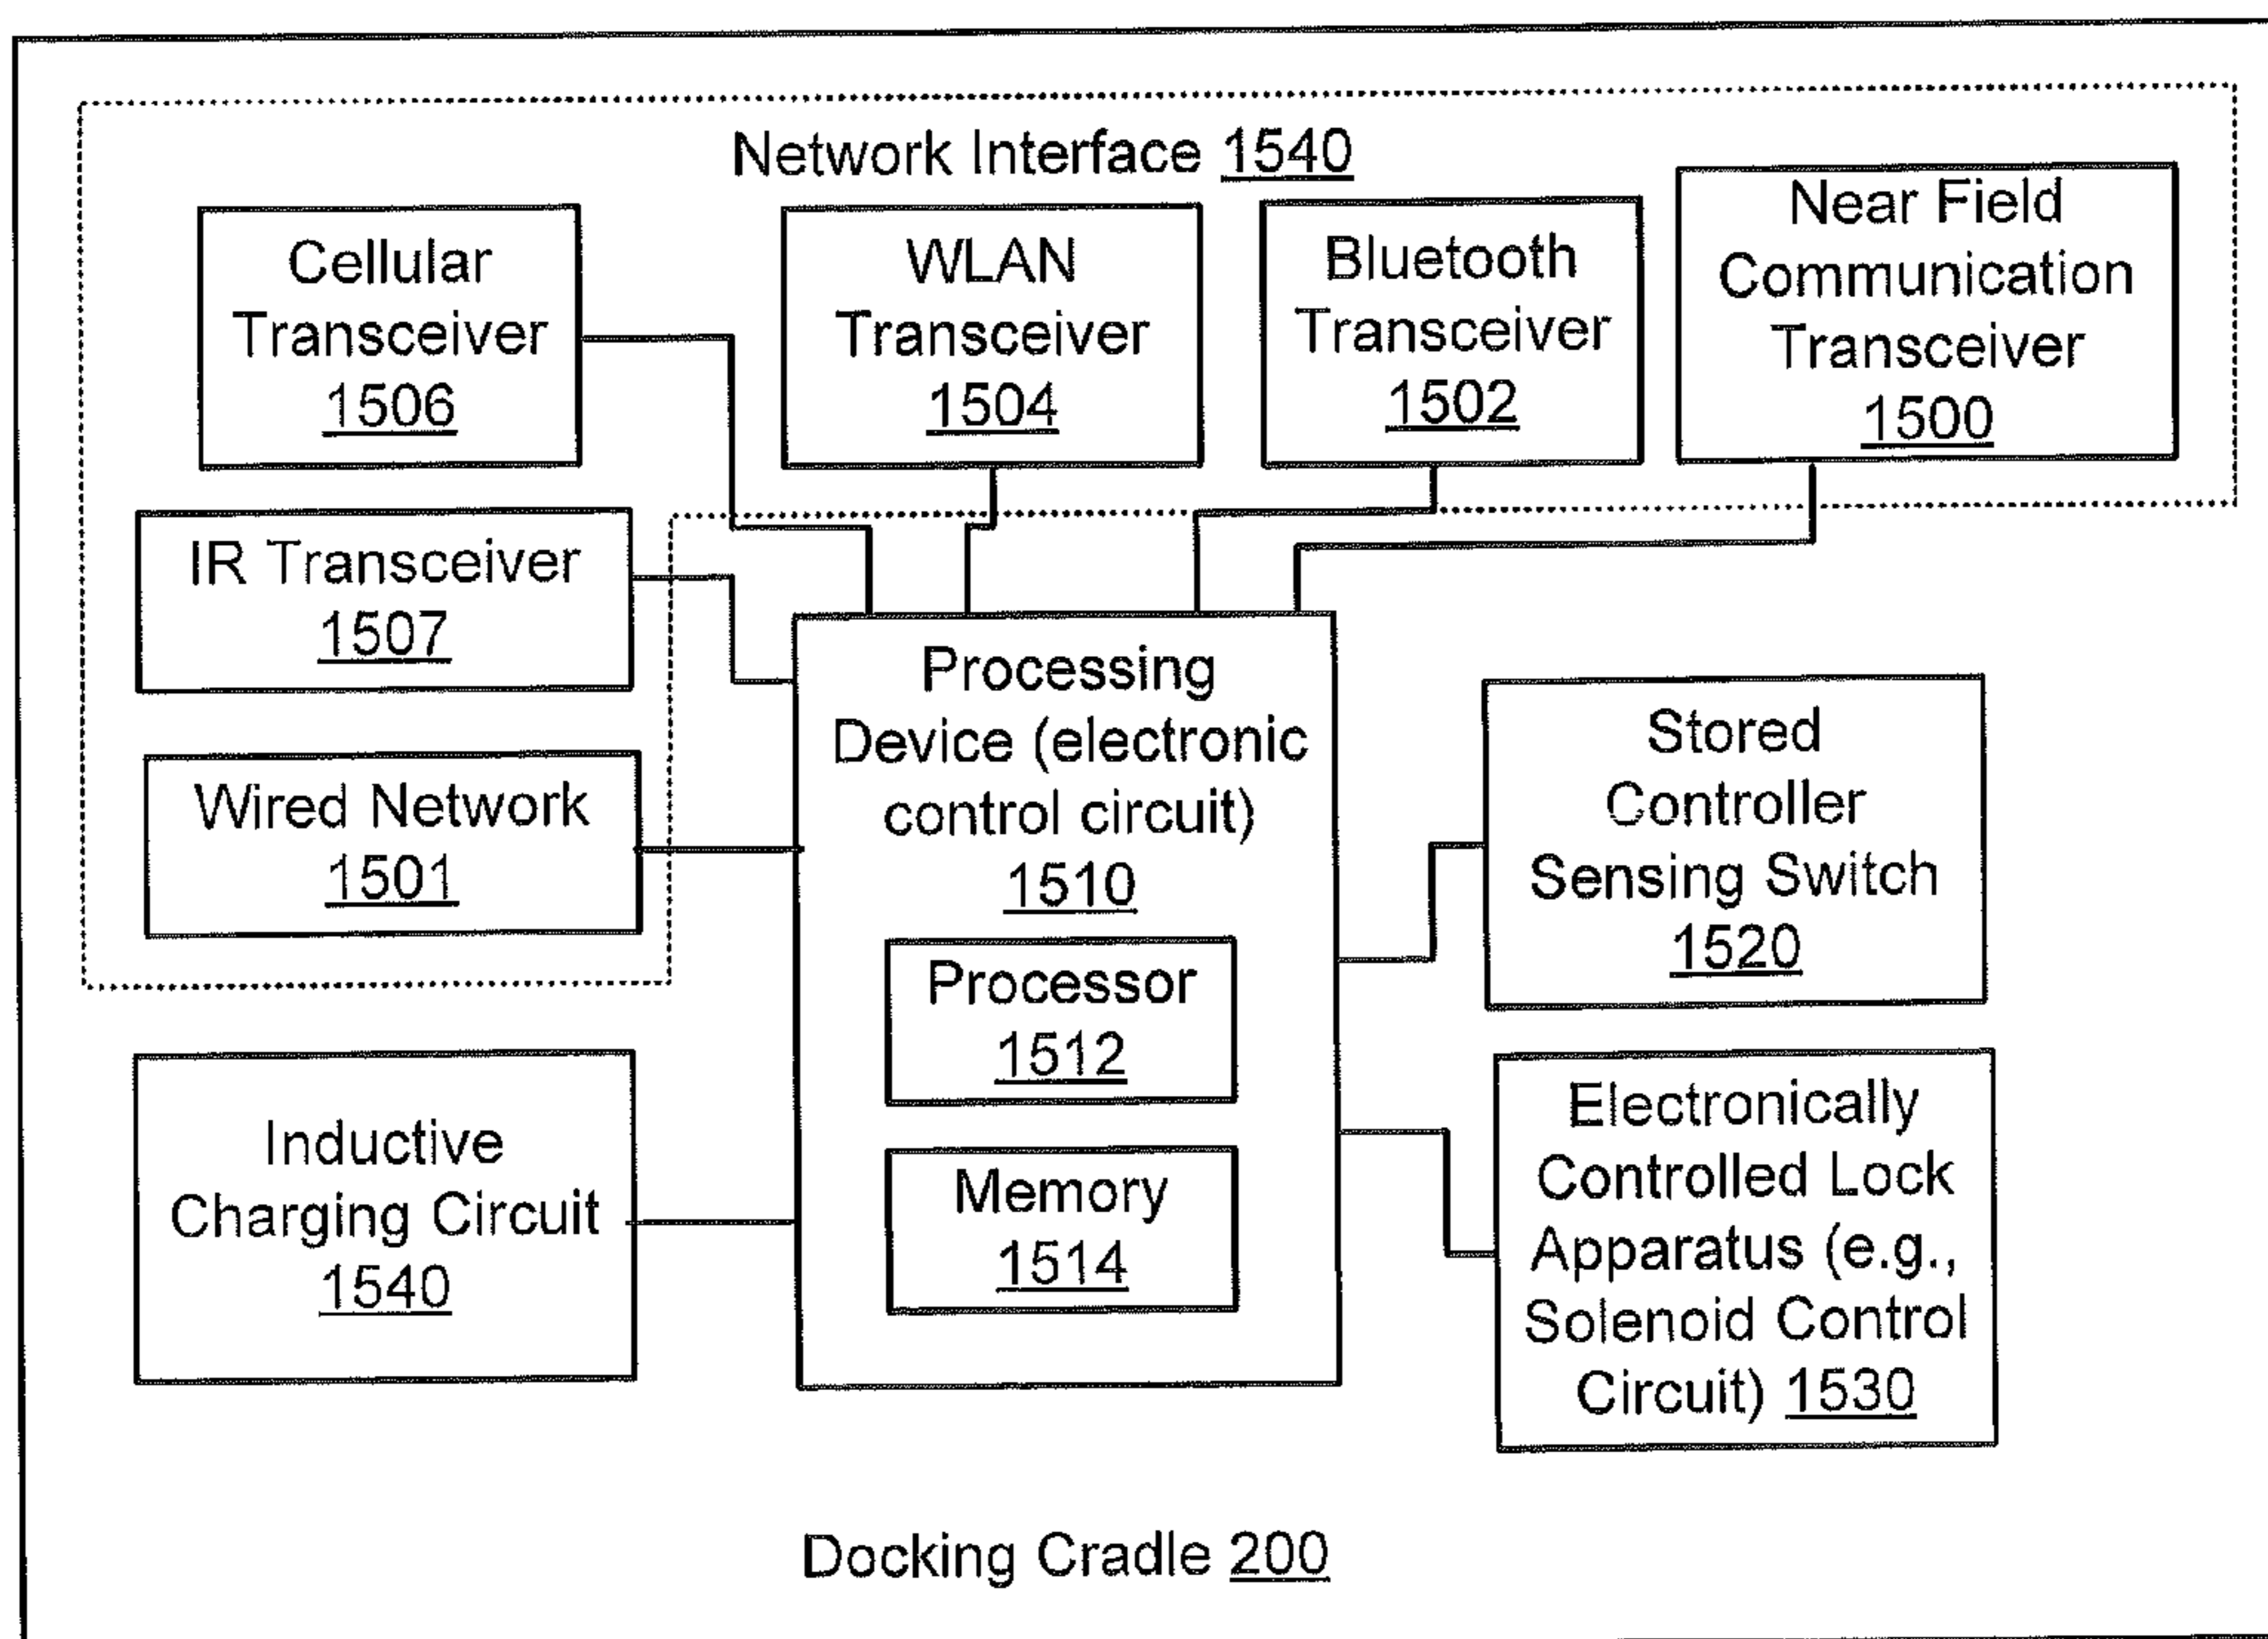 Network Interface 1540
Cellular
Transceiver
1506
WLAN
Transceiver
1504
Bluetooth
Transceiver
1502
Near Field
Communication
Transceiver
1500
IR Transceiver
1507
Wired Network
1501
Processing
Device (electronic
control circuit)
1510
Processor
1512
Memory
1514
Stored
Controller
Sensing Switch
1520
Inductive
Charging Circuit
1540
Electronically
Controlled Lock
Apparatus (e.g.,
Solenoid Control
Circuit) 1530
Docking Cradle 200